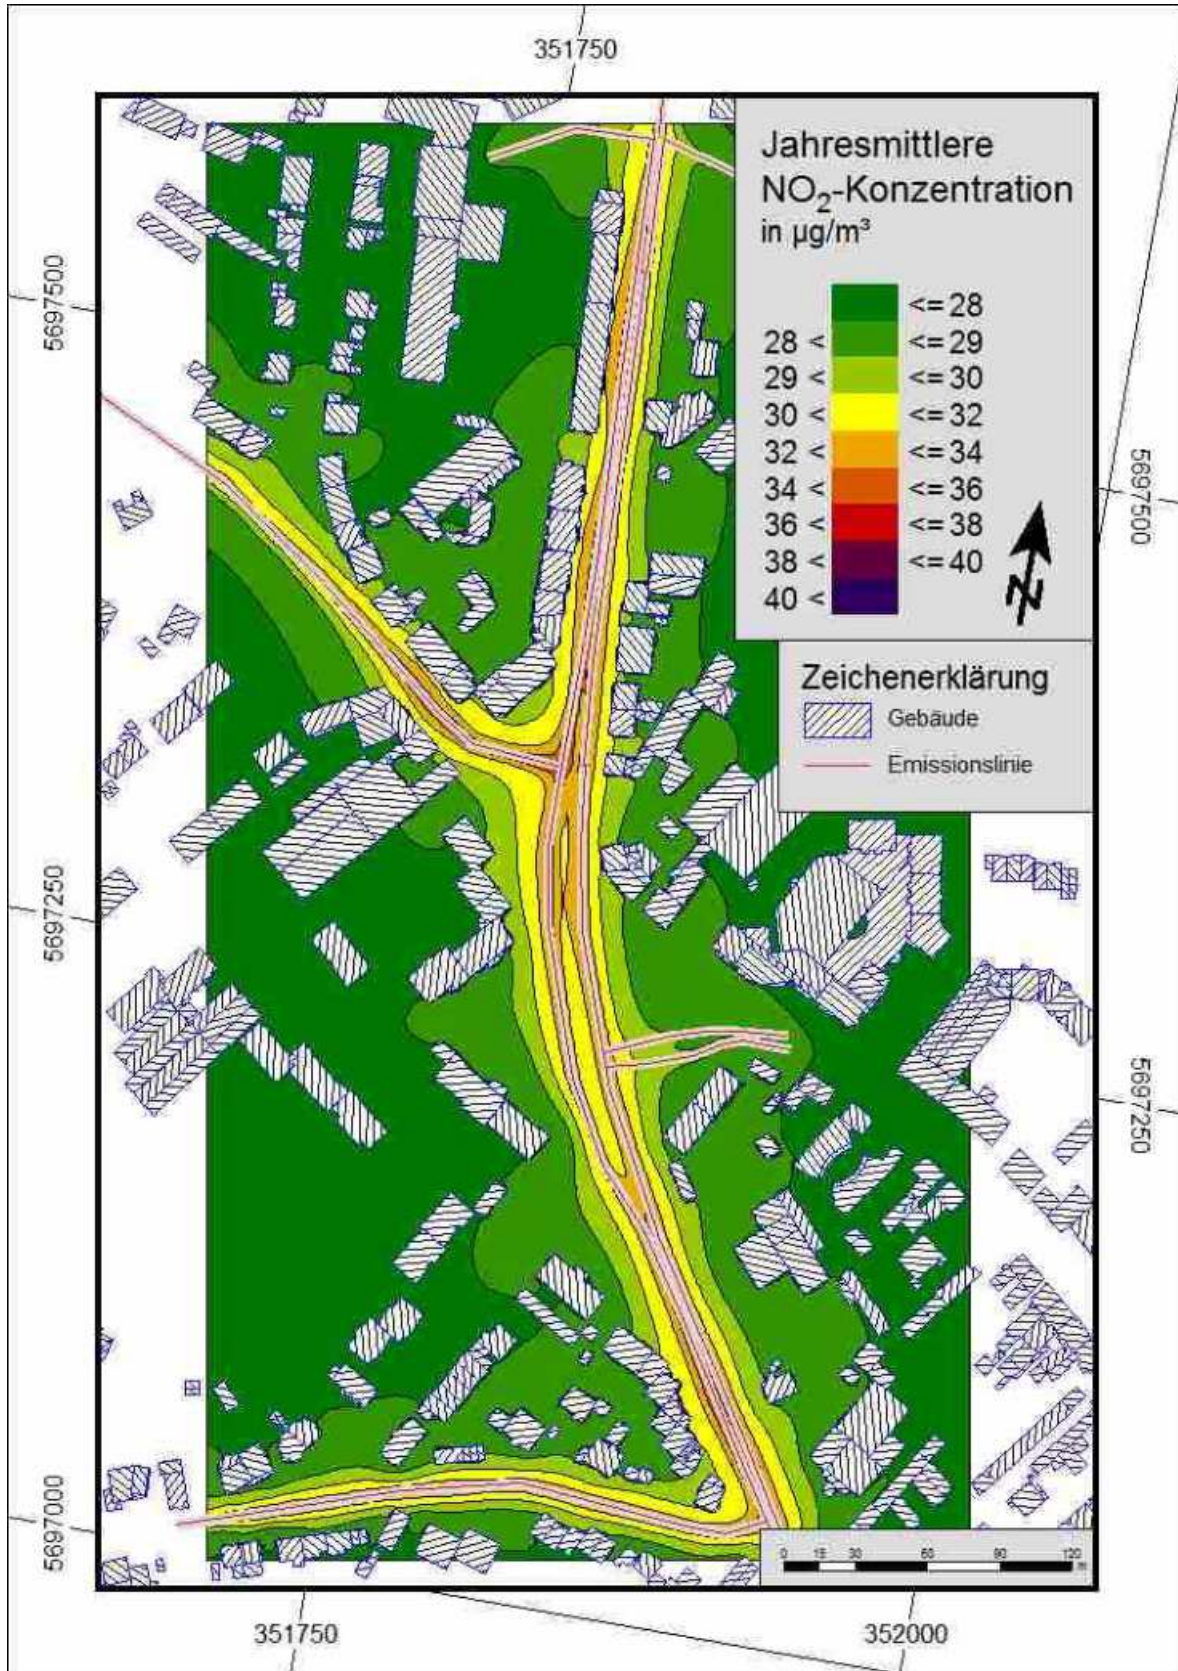 351750
Jahresmittlere
NO₂-Konzentration
in µg/m³
<= 28
28 < <= 29
29 < <= 30
30 < <= 32
32 < <= 34
34 < <= 36
36 < <= 38
38 < <= 40
40 <
N
Zeichenerklärung
Gebäude
Emissionslinie
5697500
5697250
5697000
5697500
5697250
0 15 30 60 90 120
m
351750
352000